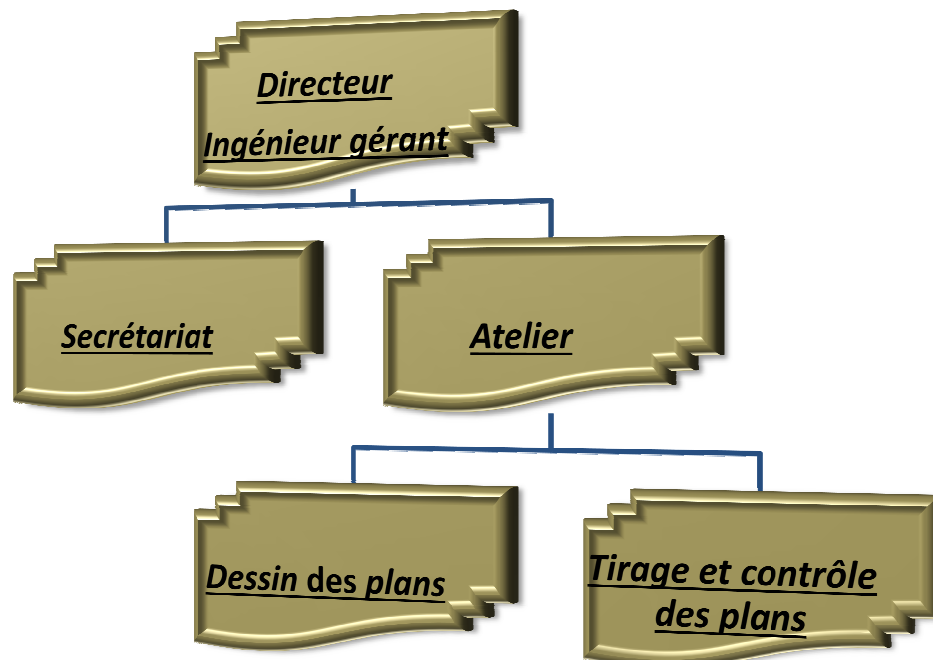 Directeur
Ingénieur gérant
Secrétariat
Atelier
Dessin des plans
Tirage et contrôle
des plans